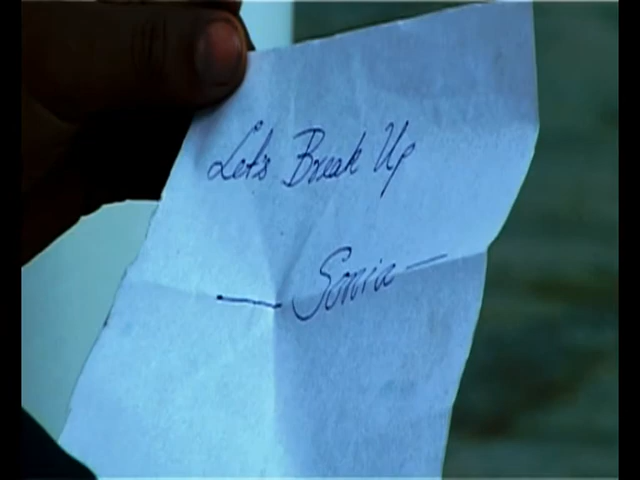 Let's Break Up
— Sonia —